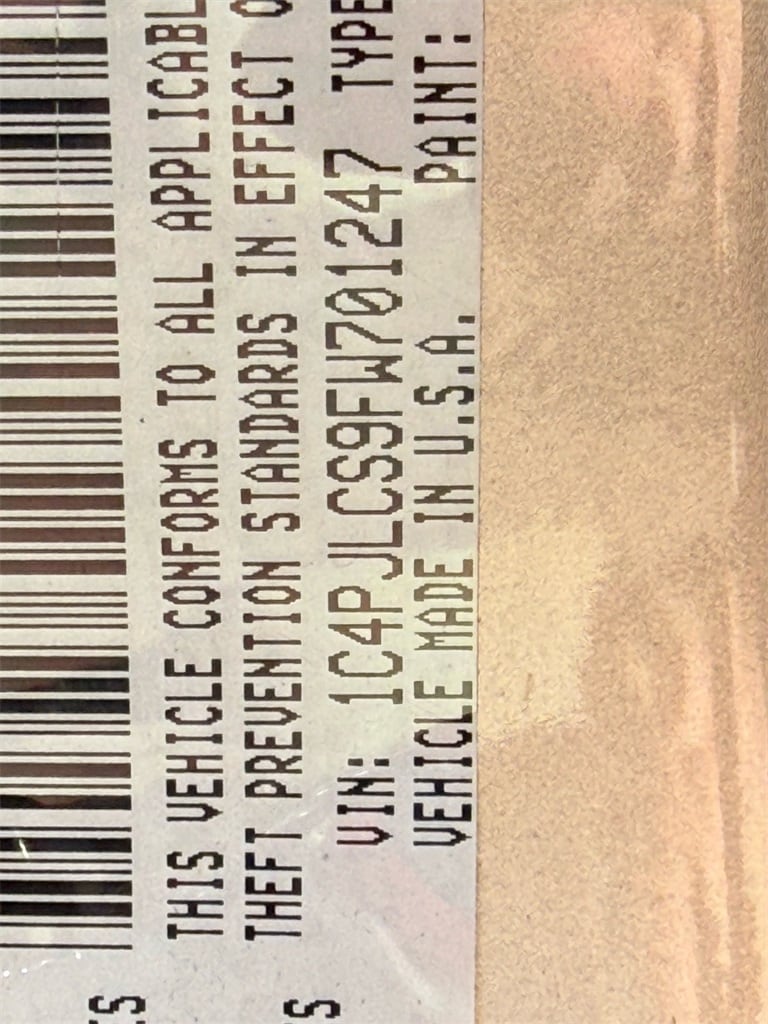 THIS VEHICLE CONFORMS TO ALL APPLICABL
THEFT PREVENTION STANDARDS IN EFFECT O
S
VIN: 1C4PJLCS9FW701247 TYPE
VEHICLE MADE IN U.S.A. PAINT: